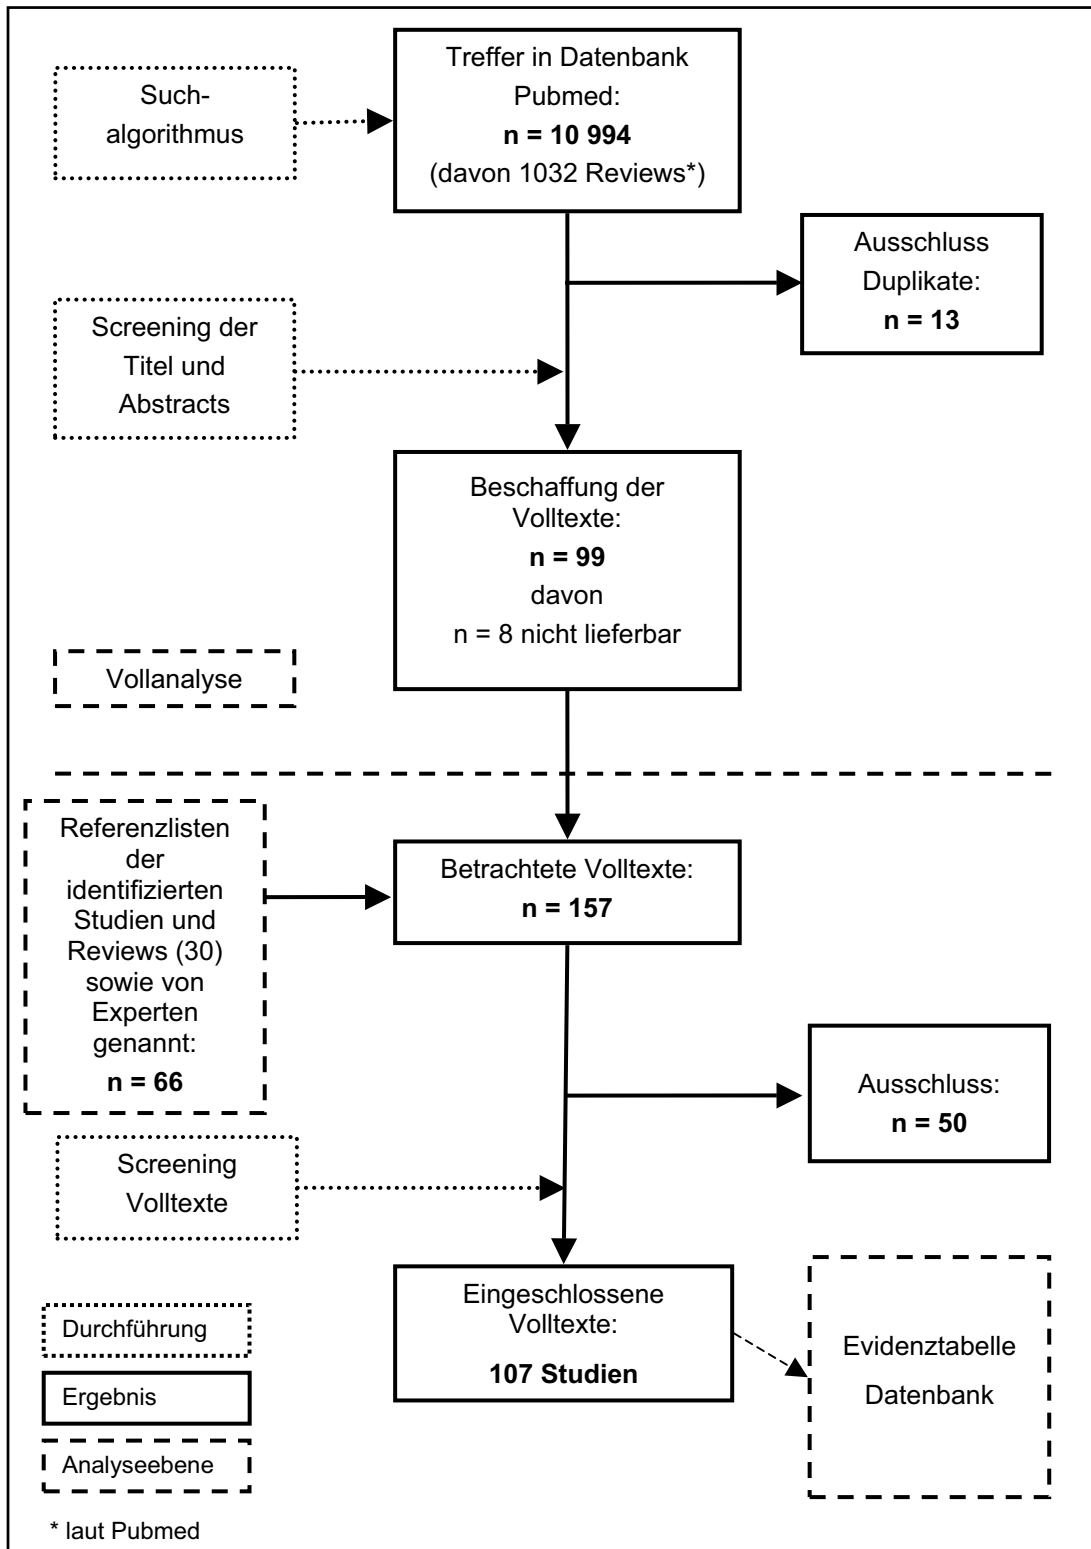 Treffer in Datenbank
Pubmed:
n = 10 994
(davon 1032 Reviews*)
Such-
algorithmus
Ausschluss
Duplikate:
n = 13
Screening der
Titel und
Abstracts
Beschaffung der
Volltexte:
n = 99
davon
n = 8 nicht lieferbar
Vollanalyse
Referenzlisten
der
identifizierten
Studien und
Reviews (30)
sowie von
Experten
genannt:
n = 66
Betrachtete Volltexte:
n = 157
Ausschluss:
n = 50
Screening
Volltexte
Eingeschlossene
Volltexte:
107 Studien
Evidenztabelle
Datenbank
Durchführung
Ergebnis
Analyseebene
* laut Pubmed